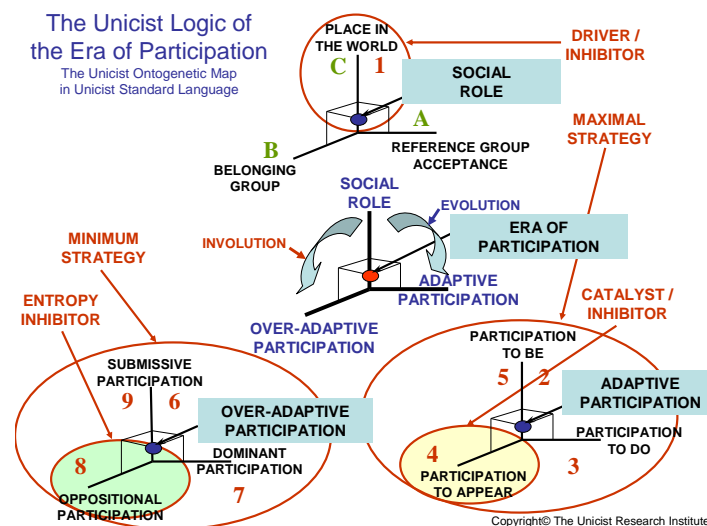 The Unicist Logic of
the Era of Participation
The Unicist Ontogenetic Map
in Unicist Standard Language
PLACE IN
THE WORLD
C 1
DRIVER /
INHIBITOR
SOCIAL
ROLE
A
B
REFERENCE GROUP
ACCEPTANCE
BELONGING
GROUP
MAXIMAL
STRATEGY
SOCIAL
ROLE
EVOLUTION
INVOLUTION
ERA OF
PARTICIPATION
ADAPTIVE
PARTICIPATION
OVER-ADAPTIVE
PARTICIPATION
MINIMUM
STRATEGY
ENTROPY
INHIBITOR
CATALYST /
INHIBITOR
SUBMISSIVE
PARTICIPATION
9 6
OVER-ADAPTIVE
PARTICIPATION
DOMINANT
PARTICIPATION
8
7
OPPOSITIONAL
PARTICIPATION
PARTICIPATION
TO BE
5 2
ADAPTIVE
PARTICIPATION
PARTICIPATION
TO DO
4
3
PARTICIPATION
TO APPEAR
Copyright© The Unicist Research Institute